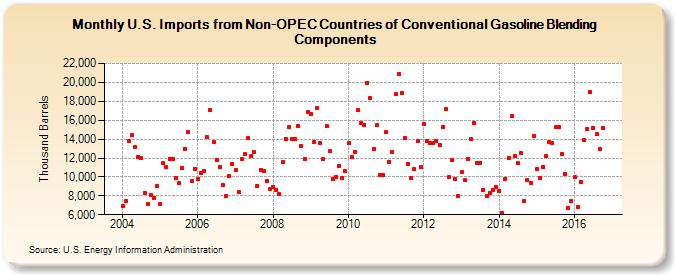 Monthly U.S. Imports from Non-OPEC Countries of Conventional Gasoline Blending
Components
Thousand Barrels
22,000
20,000
18,000
16,000
14,000
12,000
10,000
8,000
6,000
2004 2006 2008 2010 2012 2014 2016
Source: U.S. Energy Information Administration